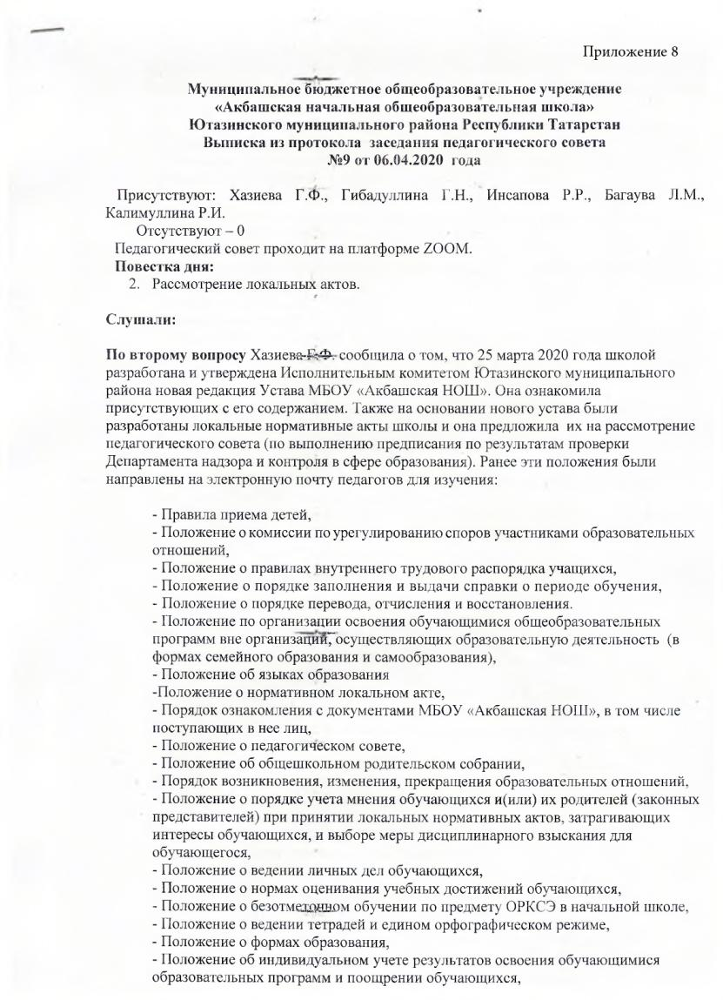 Приложение 8
Муниципальное бюджетное общеобразовательное учреждение
«Акбашская начальная общеобразовательная школа»
Ютазинского муниципального района Республики Татарстан
Выписка из протокола заседания педагогического совета
№9 от 06.04.2020 года
Присутствуют: Хазиева Г.Ф., Гибадуллина Г.Н., Инсапова Р.Р., Багаува Л.М.,
Калимуллина Р.И.
Отсутствуют – 0
Педагогический совет проходит на платформе ZOOM.
Повестка дня:
2. Рассмотрение локальных актов.
Слушали:
По второму вопросу Хазиева Г.Ф. сообщила о том, что 25 марта 2020 года школой
разработана и утверждена Исполнительным комитетом Ютазинского муниципального
района новая редакция Устава МБОУ «Акбашская НОШ». Она ознакомила
присутствующих с его содержанием. Также на основании нового устава были
разработаны локальные нормативные акты школы и она предложила их на рассмотрение
педагогического совета (по выполнению предписания по результатам проверки
Департамента надзора и контроля в сфере образования). Ранее эти положения были
направлены на электронную почту педагогов для изучения:
- Правила приема детей,
- Положение о комиссии по урегулированию споров участниками образовательных
отношений,
- Положение о правилах внутреннего трудового распорядка учащихся,
- Положение о порядке заполнения и выдачи справки о периоде обучения,
- Положение о порядке перевода, отчисления и восстановления.
- Положение по организации освоения обучающимися общеобразовательных
программ вне организаций, осуществляющих образовательную деятельность (в
формах семейного образования и самообразования),
- Положение об языках образования
-Положение о нормативном локальном акте,
- Порядок ознакомления с документами МБОУ «Акбашская НОШ», в том числе
поступающих в нее лиц,
- Положение о педагогическом совете,
- Положение об общешкольном родительском собрании,
- Порядок возникновения, изменения, прекращения образовательных отношений,
- Положение о порядке учета мнения обучающихся и(или) их родителей (законных
представителей) при принятии локальных нормативных актов, затрагивающих
интересы обучающихся, и выборе меры дисциплинарного взыскания для
обучающегося,
- Положение о ведении личных дел обучающихся,
- Положение о нормах оценивания учебных достижений обучающихся,
- Положение о безотметочном обучении по предмету ОРКСЭ в начальной школе,
- Положение о ведении тетрадей и едином орфографическом режиме,
- Положение о формах образования,
- Положение об индивидуальном учете результатов освоения обучающимися
образовательных программ и поощрении обучающихся,